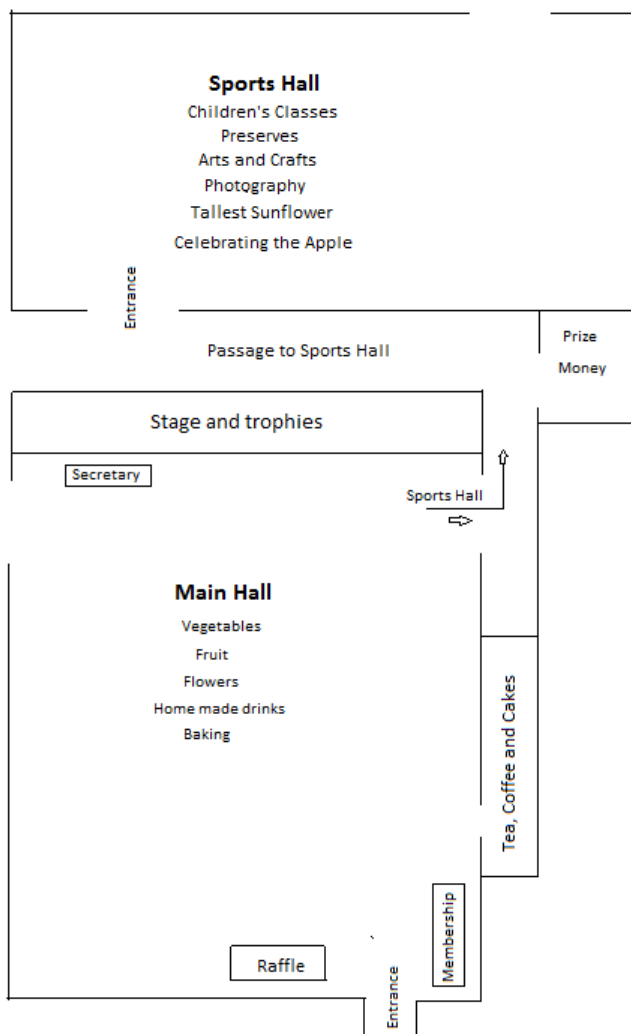 Sports Hall
Children's Classes
Preserves
Arts and Crafts
Photography
Tallest Sunflower
Celebrating the Apple
Entrance
Passage to Sports Hall
Prize
Money
Stage and trophies
Secretary
Sports Hall
Main Hall
Vegetables
Fruit
Flowers
Home made drinks
Baking
Tea, Coffee and Cakes
Membership
Raffle
Entrance